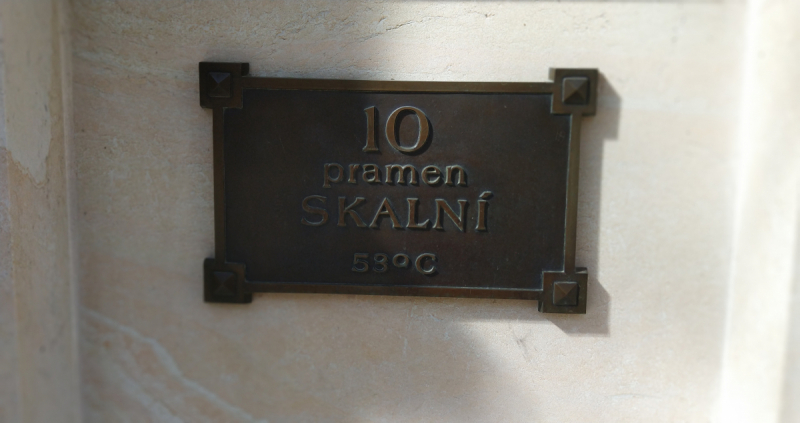 10
pramen
SKALNÍ
53°C